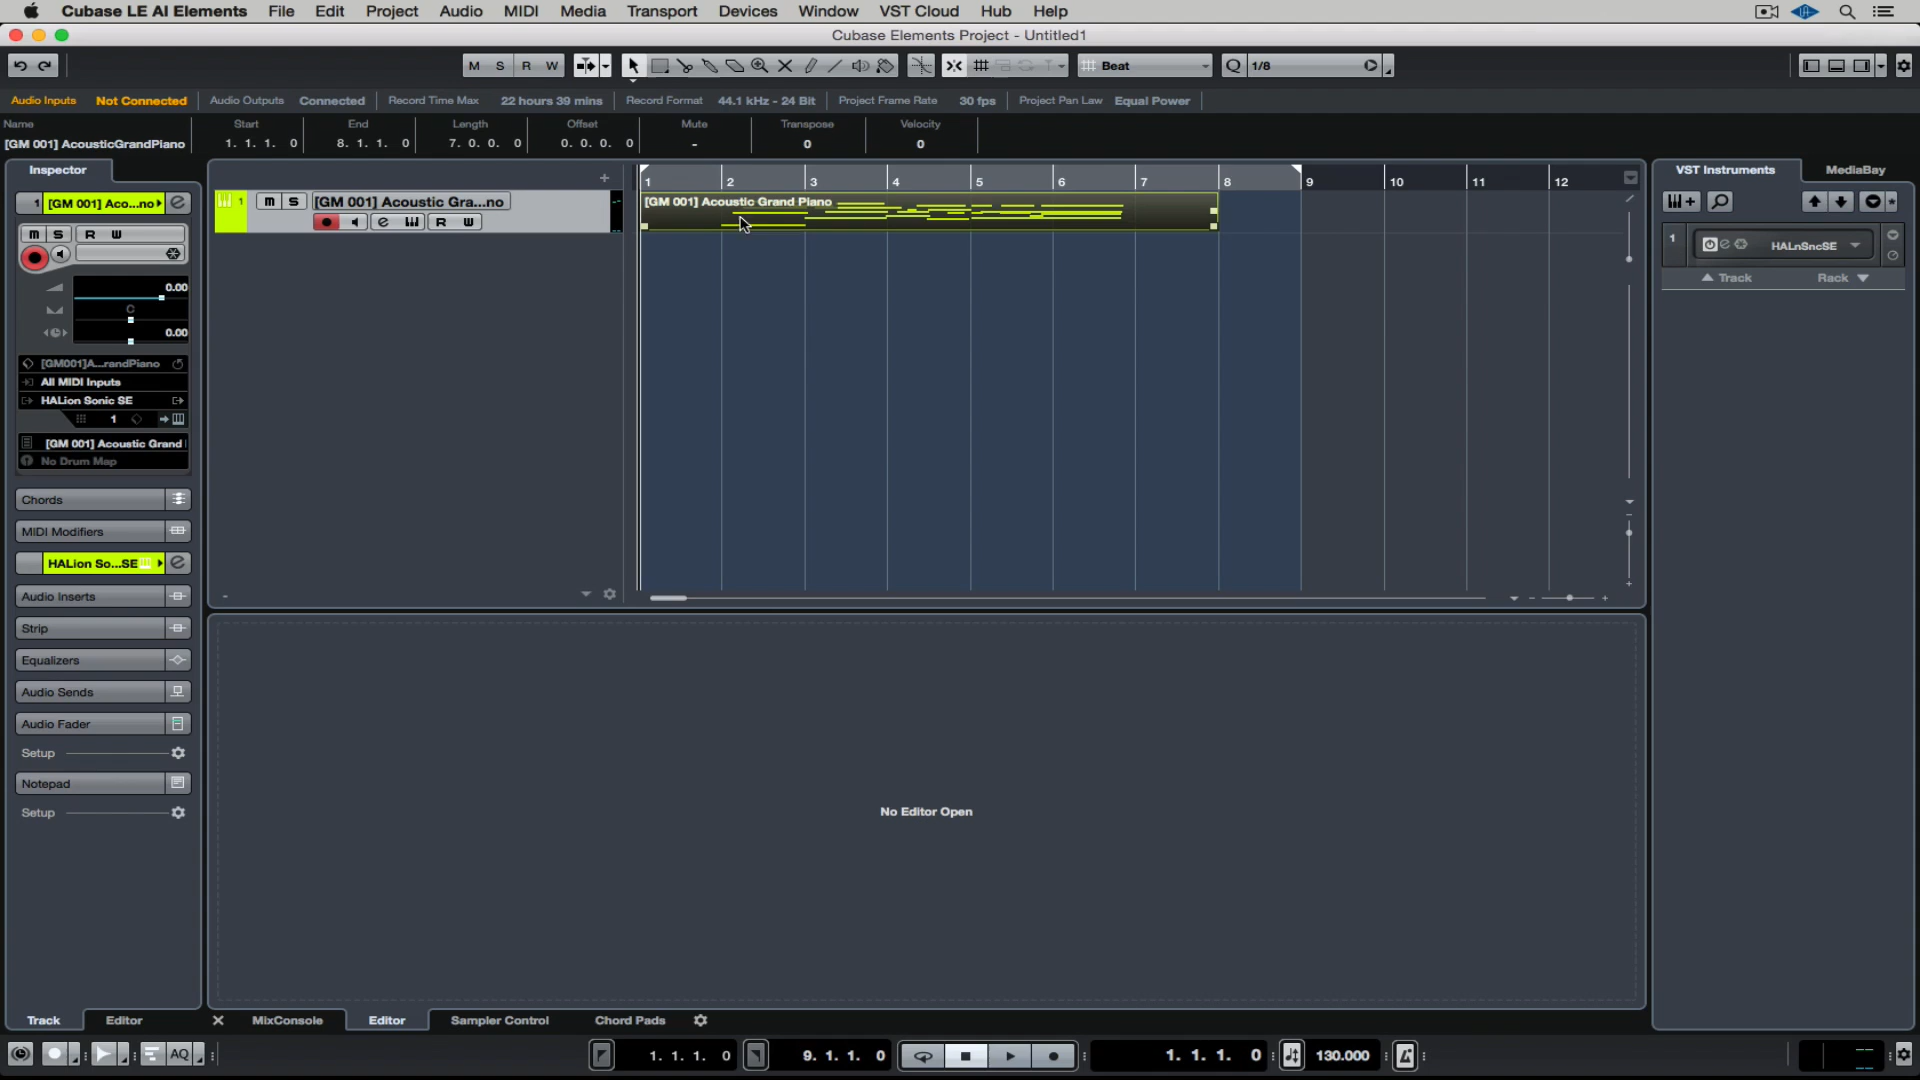 Cubase LE AI Elements File Edit Project Audio MIDI Media Transport Devices Window VST Cloud Hub Help
Cubase Elements Project - Untitled1
M S R W Beat Q 1/8
Audio Inputs Not Connected Audio Outputs Connected Record Time Max 22 hours 39 mins Record Format 44.1 kHz - 24 Bit Project Frame Rate 30 fps Project Pan Law Equal Power
Name Start End Length Offset Mute Transpose Velocity
[GM 001] AcousticGrandPiano 1. 1. 1. 0 8. 1. 1. 0 7. 0. 0. 0 0. 0. 0. 0 - 0 0
Inspector
VST Instruments MediaBay
1 2 3 4 5 6 7 8 9 10 11 12
1 [GM 001] Aco...no
1 m S [GM 001] Acoustic Gra...no
[GM 001] Acoustic Grand Piano
e R W
m S R W
1 HALnSncSE
Track Rack
0.00
C
0.00
[GM001]A...randPiano
All MIDI Inputs
HALion Sonic SE
1
[GM 001] Acoustic Grand
No Drum Map
Chords
MIDI Modifiers
HALion So...SE
Audio Inserts
Strip
Equalizers
Audio Sends
Audio Fader
Setup
Notepad
Setup
No Editor Open
Track Editor MixConsole Editor Sampler Control Chord Pads
AQ 1. 1. 1. 0 9. 1. 1. 0 1. 1. 1. 0 130.000